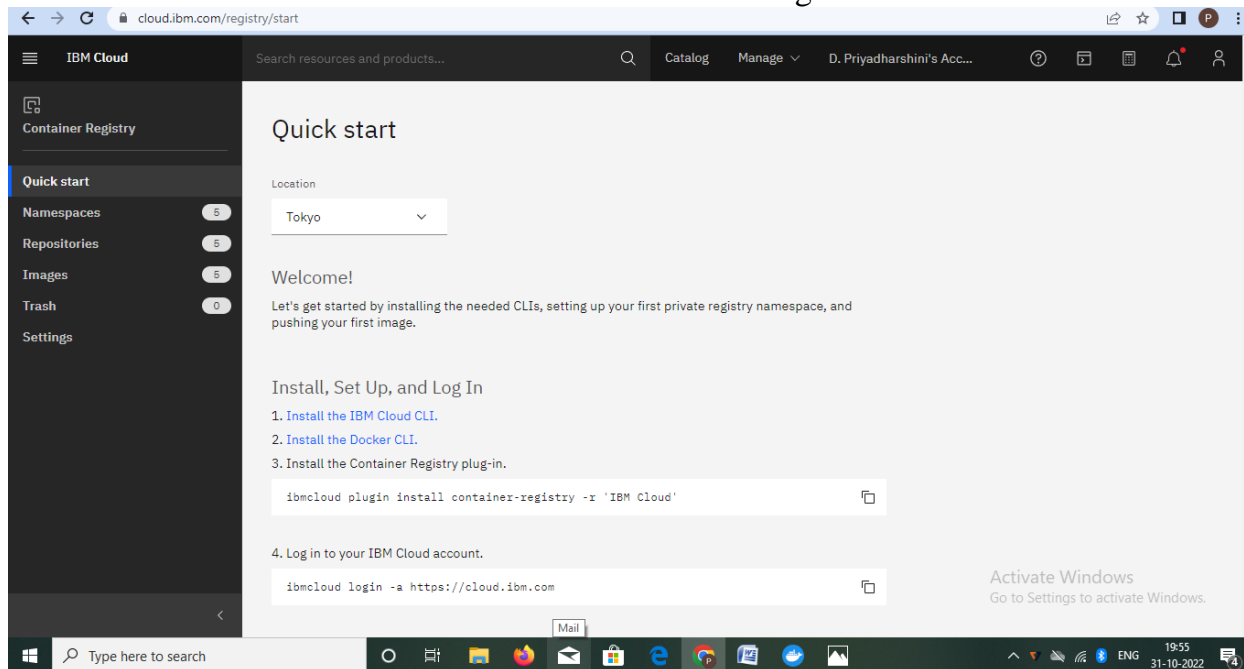 cloud.ibm.com/registry/start
P
IBM Cloud
Search resources and products...
Catalog
Manage
D. Priyadharshini's Acc...
Container Registry
Quick start
Namespaces 5
Repositories 5
Images 5
Trash 0
Settings
Quick start
Location
Tokyo
Welcome!
Let's get started by installing the needed CLIs, setting up your first private registry namespace, and
pushing your first image.
Install, Set Up, and Log In
1. Install the IBM Cloud CLI.
2. Install the Docker CLI.
3. Install the Container Registry plug-in.
ibmcloud plugin install container-registry -r 'IBM Cloud'
4. Log in to your IBM Cloud account.
ibmcloud login -a https://cloud.ibm.com
Activate Windows
Go to Settings to activate Windows.
Mail
Type here to search
ENG
19:55
31-10-2022
4